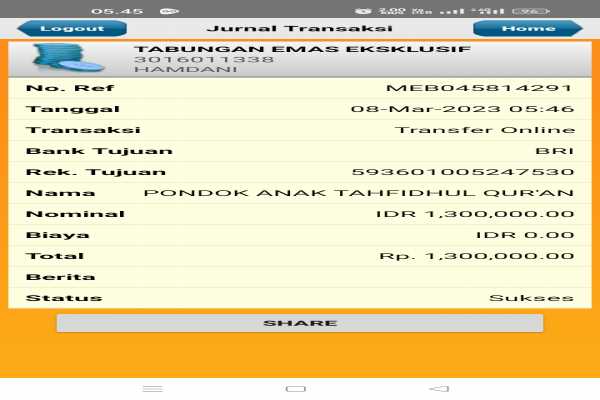 05.45
Logout
Jurnal Transaksi
Home
TABUNGAN EMAS EKSKLUSIF
3016011338
HAMDANI
No. Ref MEB045814291
Tanggal 08-Mar-2023 05:46
Transaksi Transfer Online
Bank Tujuan BRI
Rek. Tujuan 593601005247530
Nama PONDOK ANAK TAHFIDHUL QUR'AN
Nominal IDR 1,300,000.00
Biaya IDR 0.00
Total Rp. 1,300,000.00
Berita
Status Sukses
SHARE